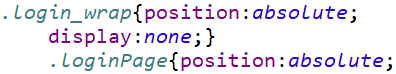 .login_wrap{position:absolute;
display:none;}
.loginPage{position:absolute;